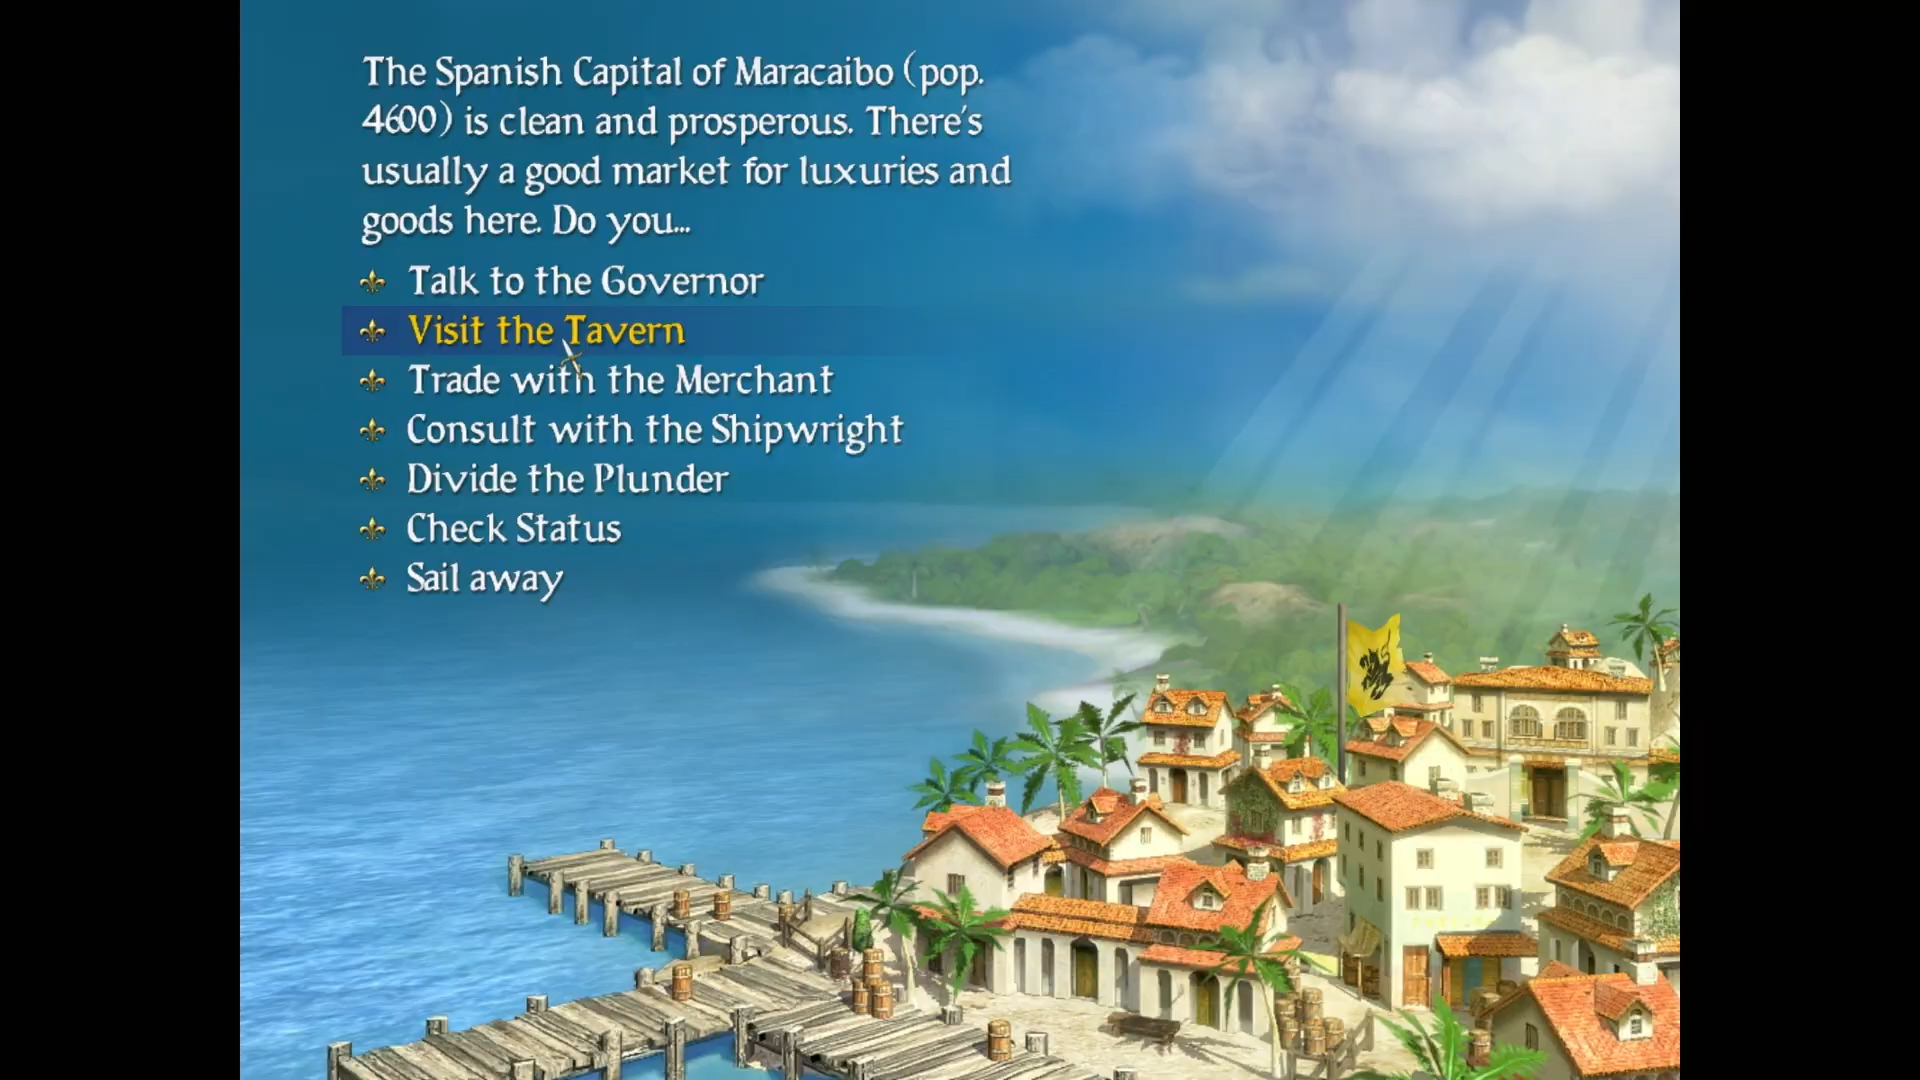 The Spanish Capital of Maracaibo (pop.
4600) is clean and prosperous. There's
usually a good market for luxuries and
goods here. Do you...
Talk to the Governor
Visit the Tavern
Trade with the Merchant
Consult with the Shipwright
Divide the Plunder
Check Status
Sail away